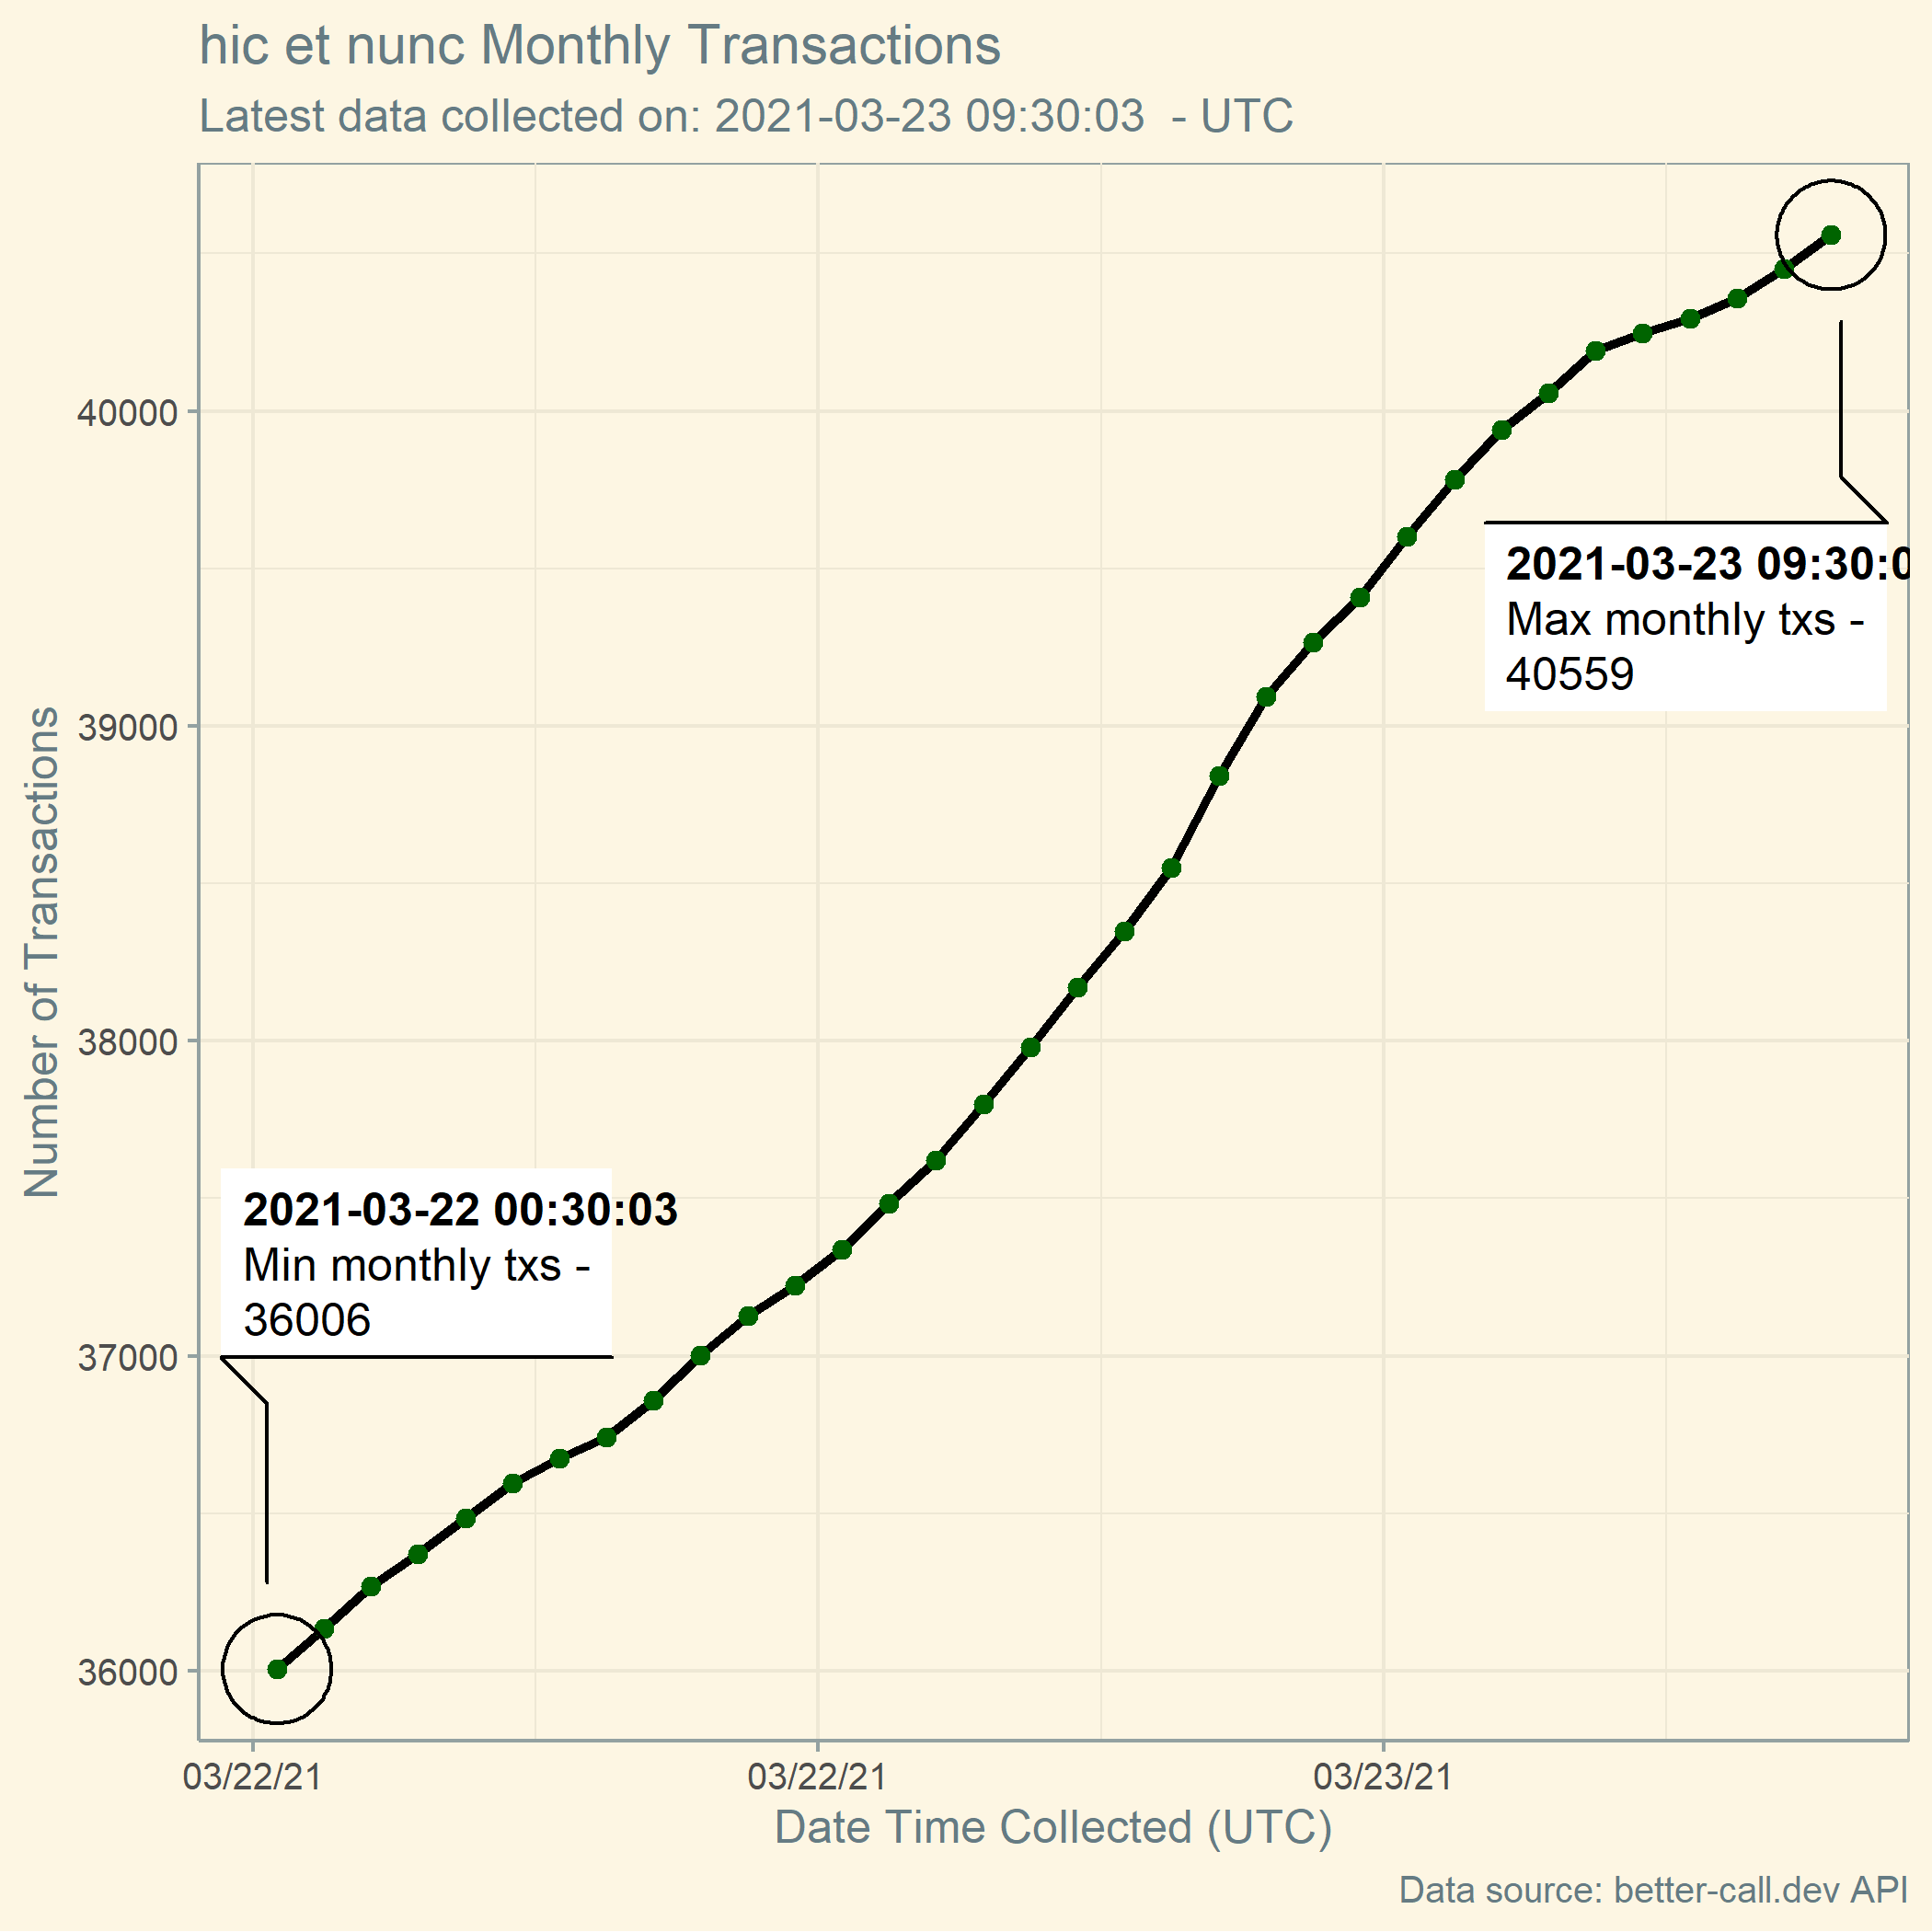 hic et nunc Monthly Transactions
Latest data collected on: 2021-03-23 09:30:03 - UTC
40000
39000
38000
37000
36000
Number of Transactions
2021-03-23 09:30:0
Max monthly txs -
40559
2021-03-22 00:30:03
Min monthly txs -
36006
03/22/21
03/22/21
03/23/21
Date Time Collected (UTC)
Data source: better-call.dev API